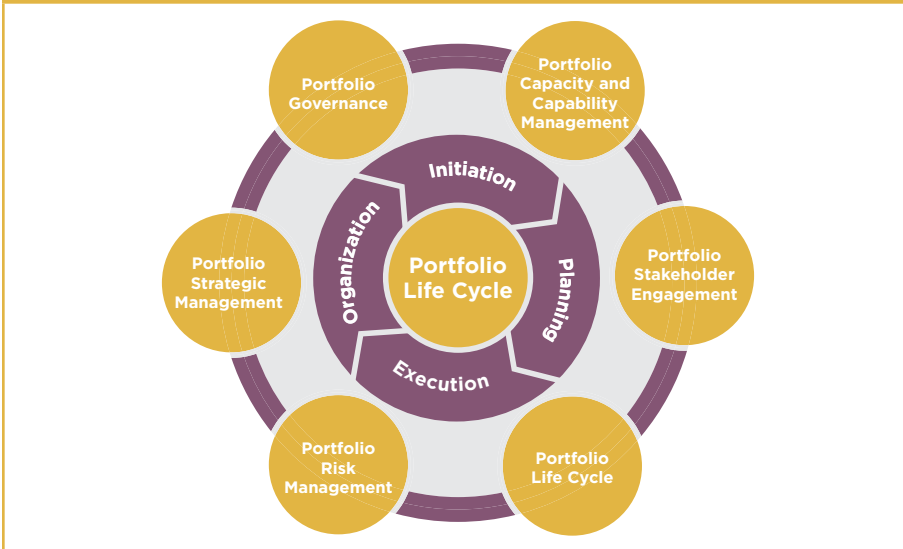 Portfolio
Governance
Portfolio
Capacity and
Capability
Management
Initiation
Organization
Portfolio
Life Cycle
Planning
Portfolio
Strategic
Management
Portfolio
Stakeholder
Engagement
Execution
Portfolio
Risk
Management
Portfolio
Life Cycle